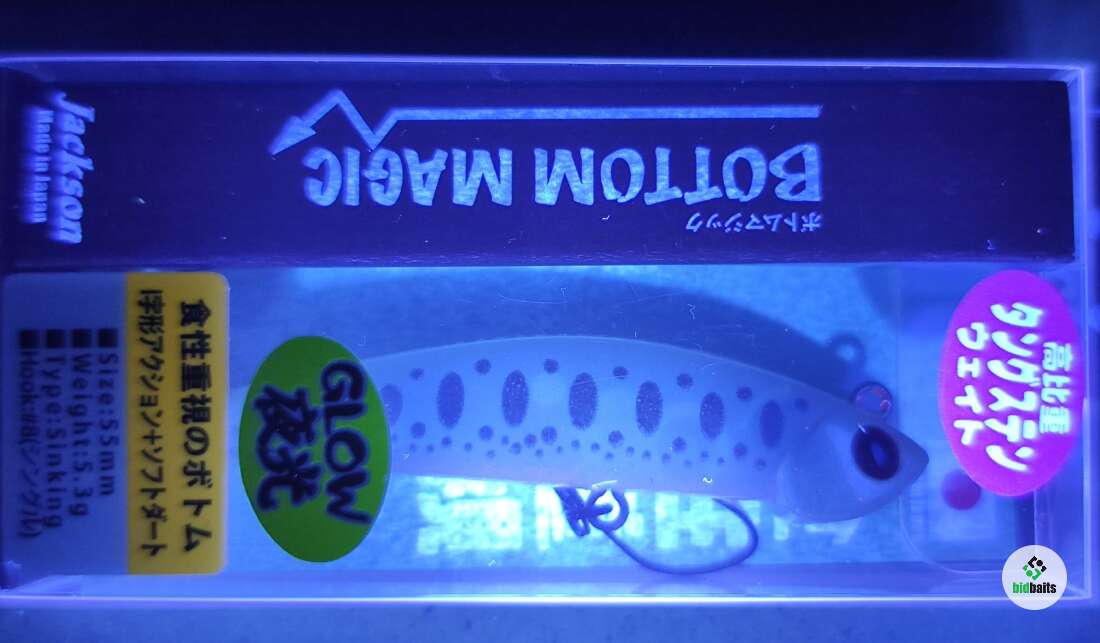 Jackson
Made in Japan
BOTTOM MAGIC
ボトムマジック
食性重視のボトム
I字形アクション+ソフトダート
■Size:55mm
■Weight:5.3g
■Type:Sinking
■Hook:#8(シングル)
GLOW
夜光
高比重
タングステン
ウェイト
bidbaits